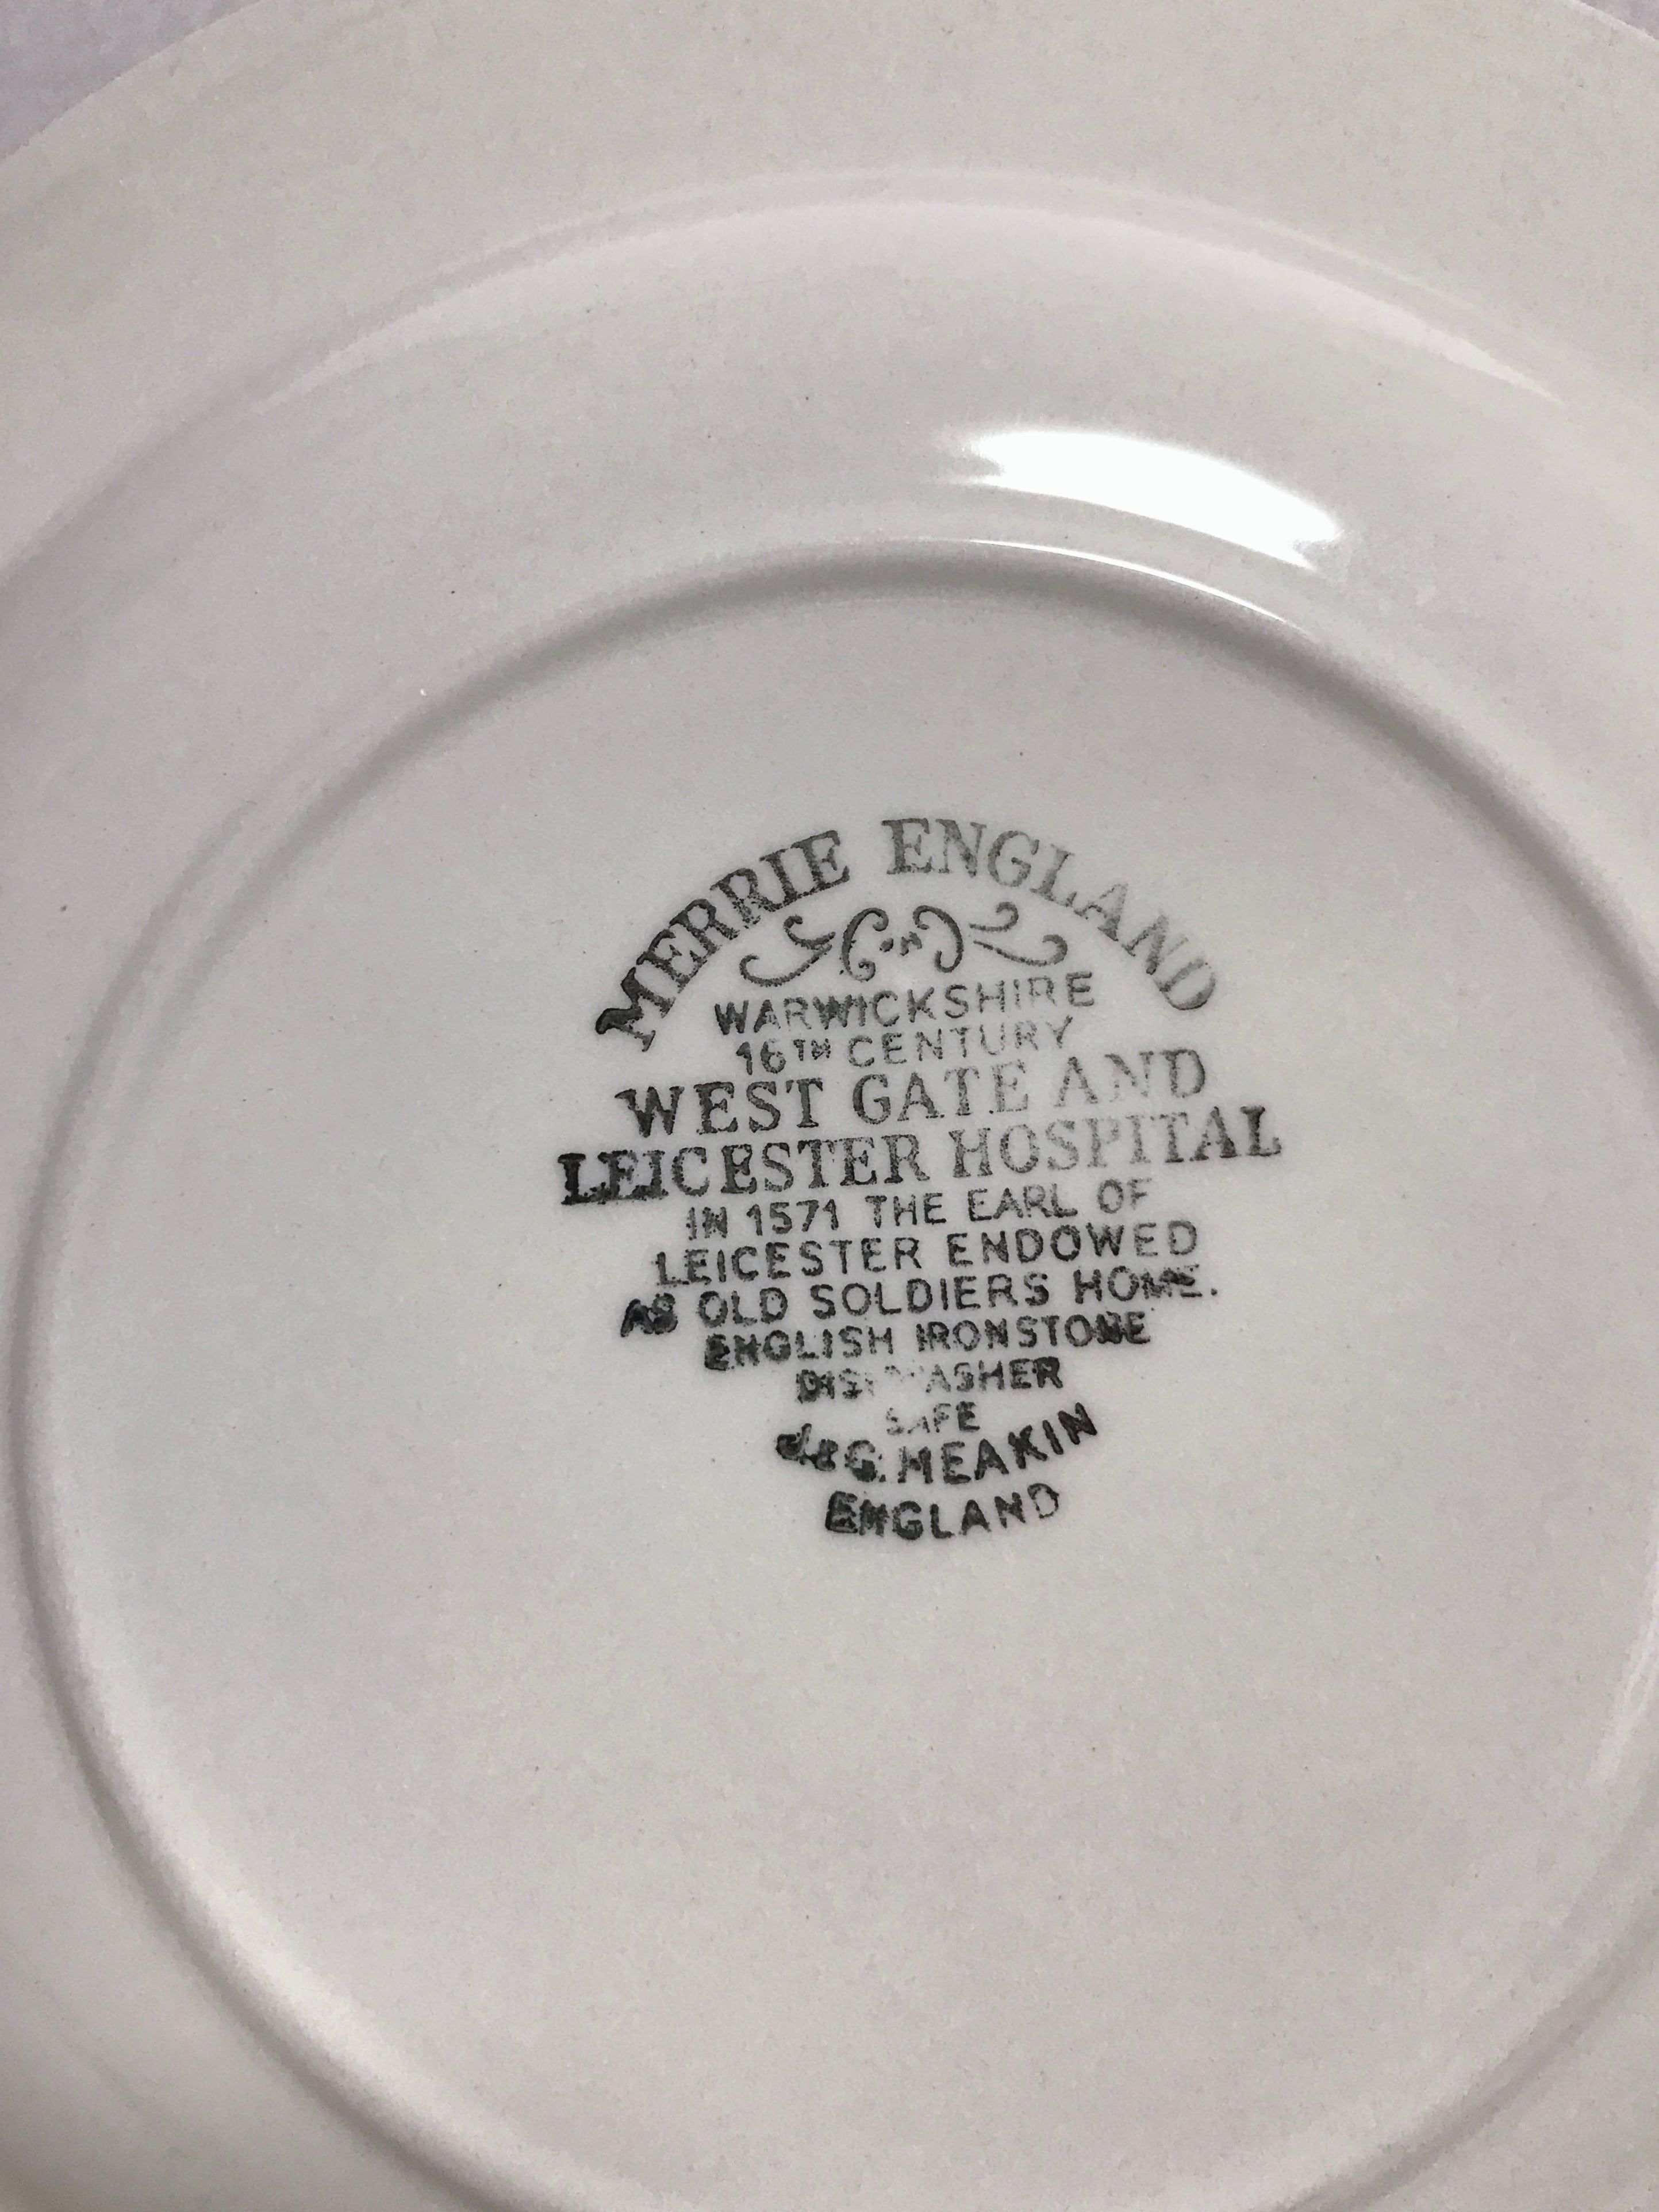 MERRIE ENGLAND
WARWICKSHIRE
16TH CENTURY
WEST GATE AND
LEICESTER HOSPITAL
IN 1571 THE EARL OF
LEICESTER ENDOWED
AS OLD SOLDIERS HOME.
ENGLISH IRONSTONE
DISHWASHER
SAFE
J&G. MEAKIN
ENGLAND